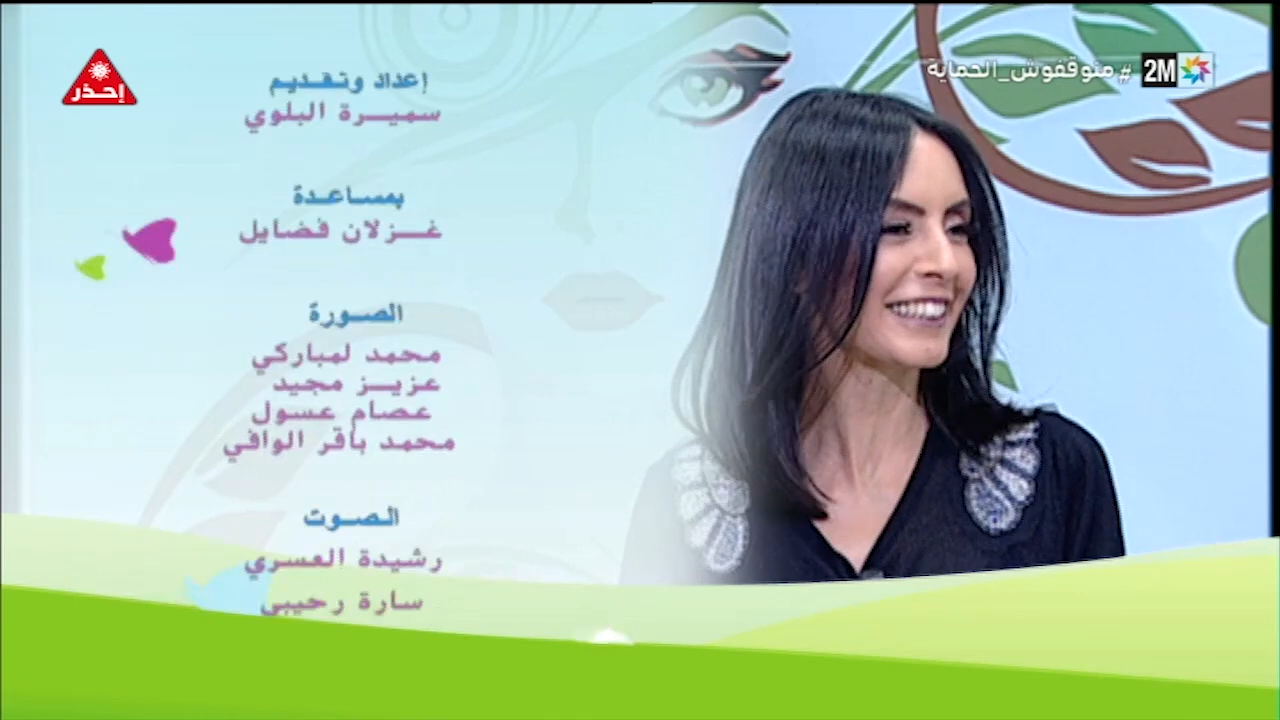 إحذر
#منوقفوش_الحماية 2M
إعداد وتقديم
سميرة البلوي
بمساعدة
غزلان فضايل
الصورة
محمد لمباركي
عزيز مجيد
عصام عسول
محمد باقر الوافي
الصوت
رشيدة العسري
سارة رحيبي